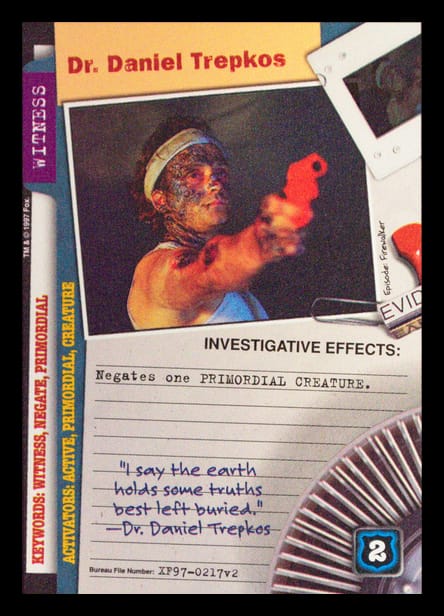 Dr. Daniel Trepkos
WITNESS
TM & © 1997 Fox.
Episode: Firewalker
EVID
INVESTIGATIVE EFFECTS:
Negates one PRIMORDIAL CREATURE.
KEYWORDS: WITNESS, NEGATE, PRIMORDIAL
ACTIVATORS: ACTIVE, PRIMORDIAL, CREATURE
"I say the earth
holds some truths
best left buried."
—Dr. Daniel Trepkos
2
Bureau File Number: XF97-0217v2